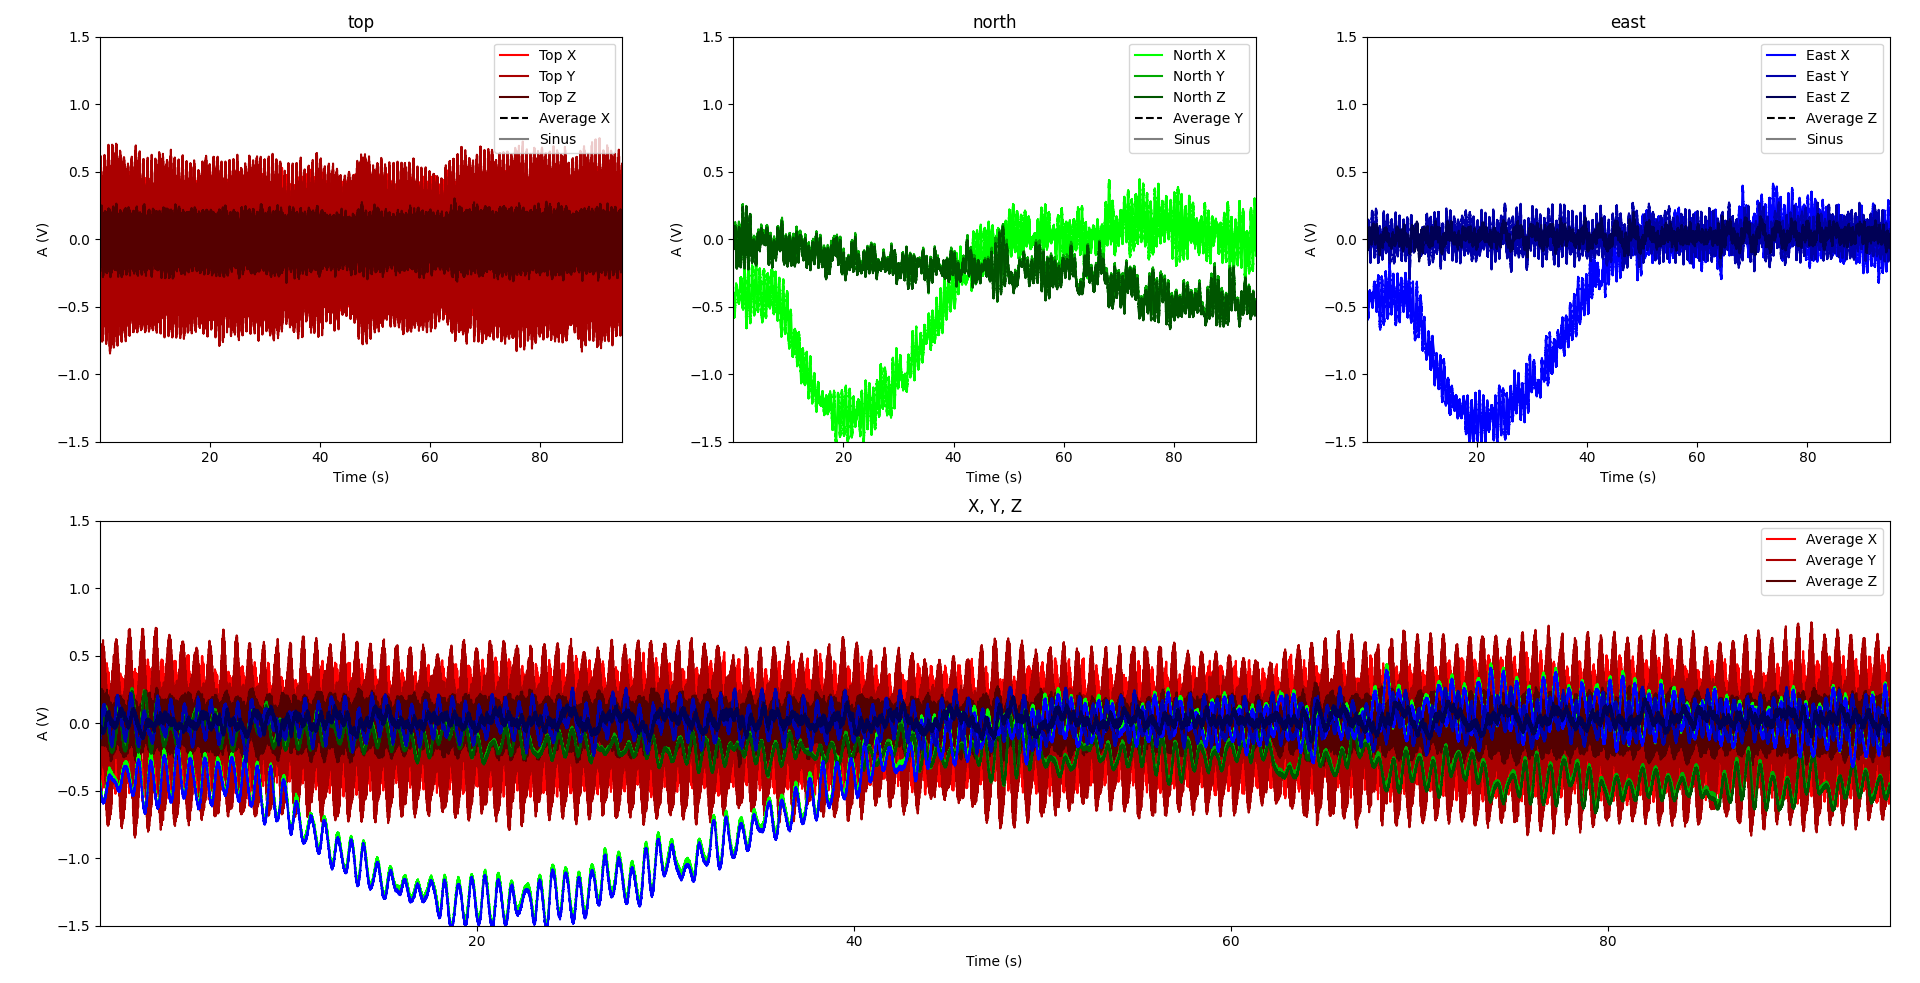 top
north
east
1.5
1.0
0.5
0.0
−0.5
−1.0
−1.5
A (V)
20
40
60
80
Time (s)
Top X
Top Y
Top Z
Average X
Sinus
1.5
1.0
0.5
0.0
−0.5
−1.0
−1.5
A (V)
20
40
60
80
Time (s)
North X
North Y
North Z
Average Y
Sinus
1.5
1.0
0.5
0.0
−0.5
−1.0
−1.5
A (V)
20
40
60
80
Time (s)
East X
East Y
East Z
Average Z
Sinus
X, Y, Z
1.5
1.0
0.5
0.0
−0.5
−1.0
−1.5
A (V)
20
40
60
80
Time (s)
Average X
Average Y
Average Z